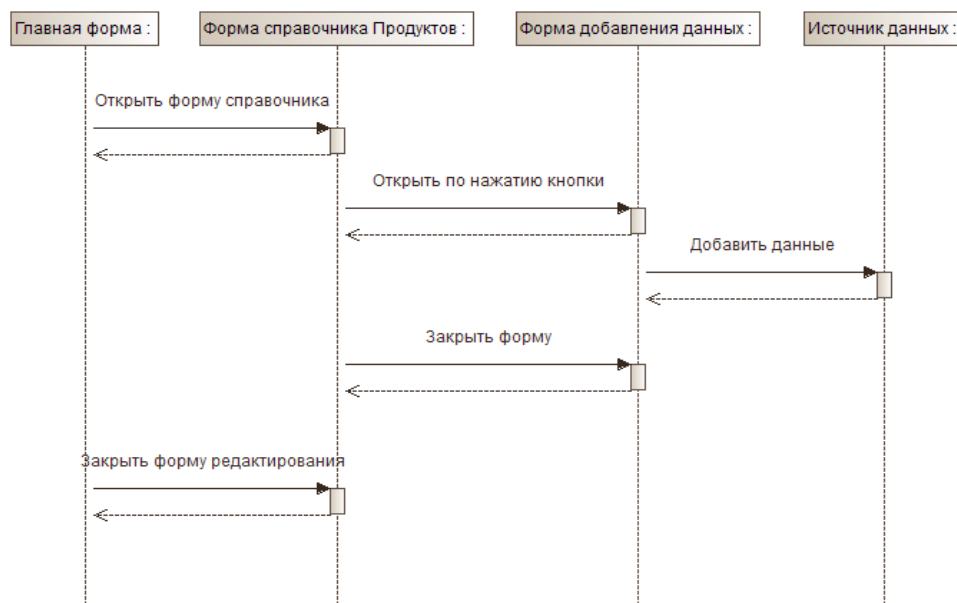 Главная форма :
Форма справочника Продуктов :
Форма добавления данных :
Источник данных :
Открыть форму справочника
Открыть по нажатию кнопки
Добавить данные
Закрыть форму
Закрыть форму редактирования